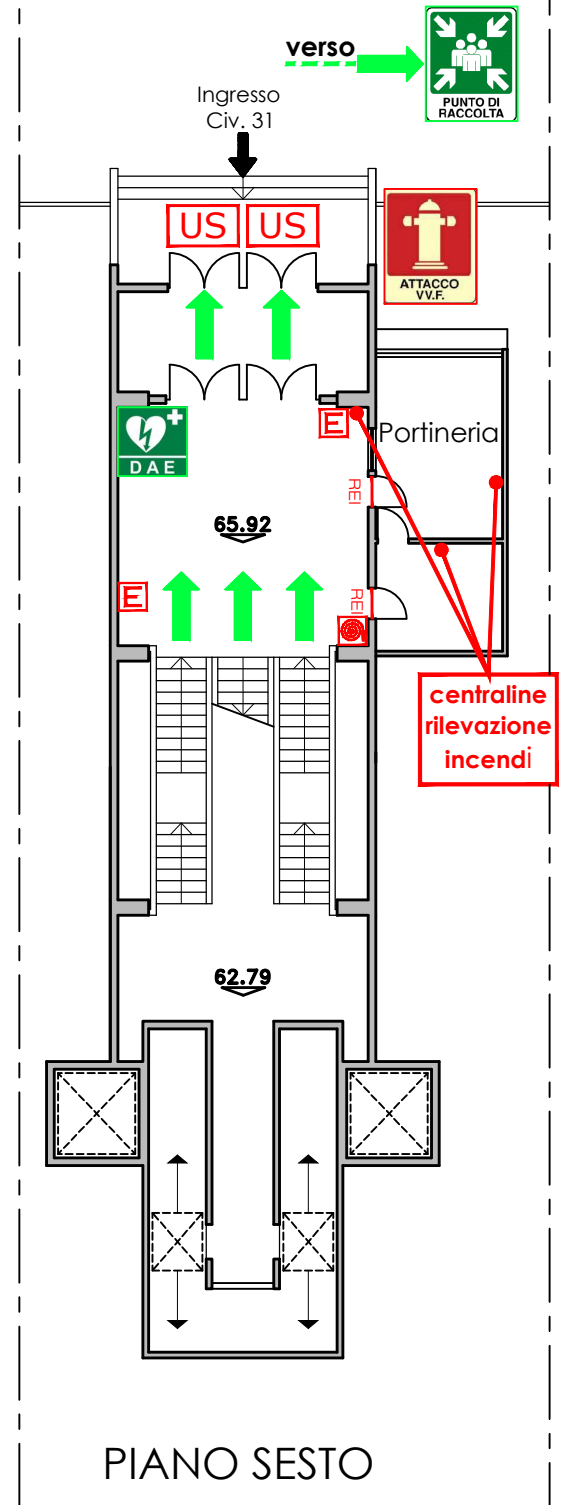 verso
PUNTO DI
RACCOLTA
Ingresso
Civ. 31
US
US
ATTACCO
VV.F.
E
Portineria
DAE
REI
65.92
E
REI
centraline
rilevazione
incendi
62.79
PIANO SESTO